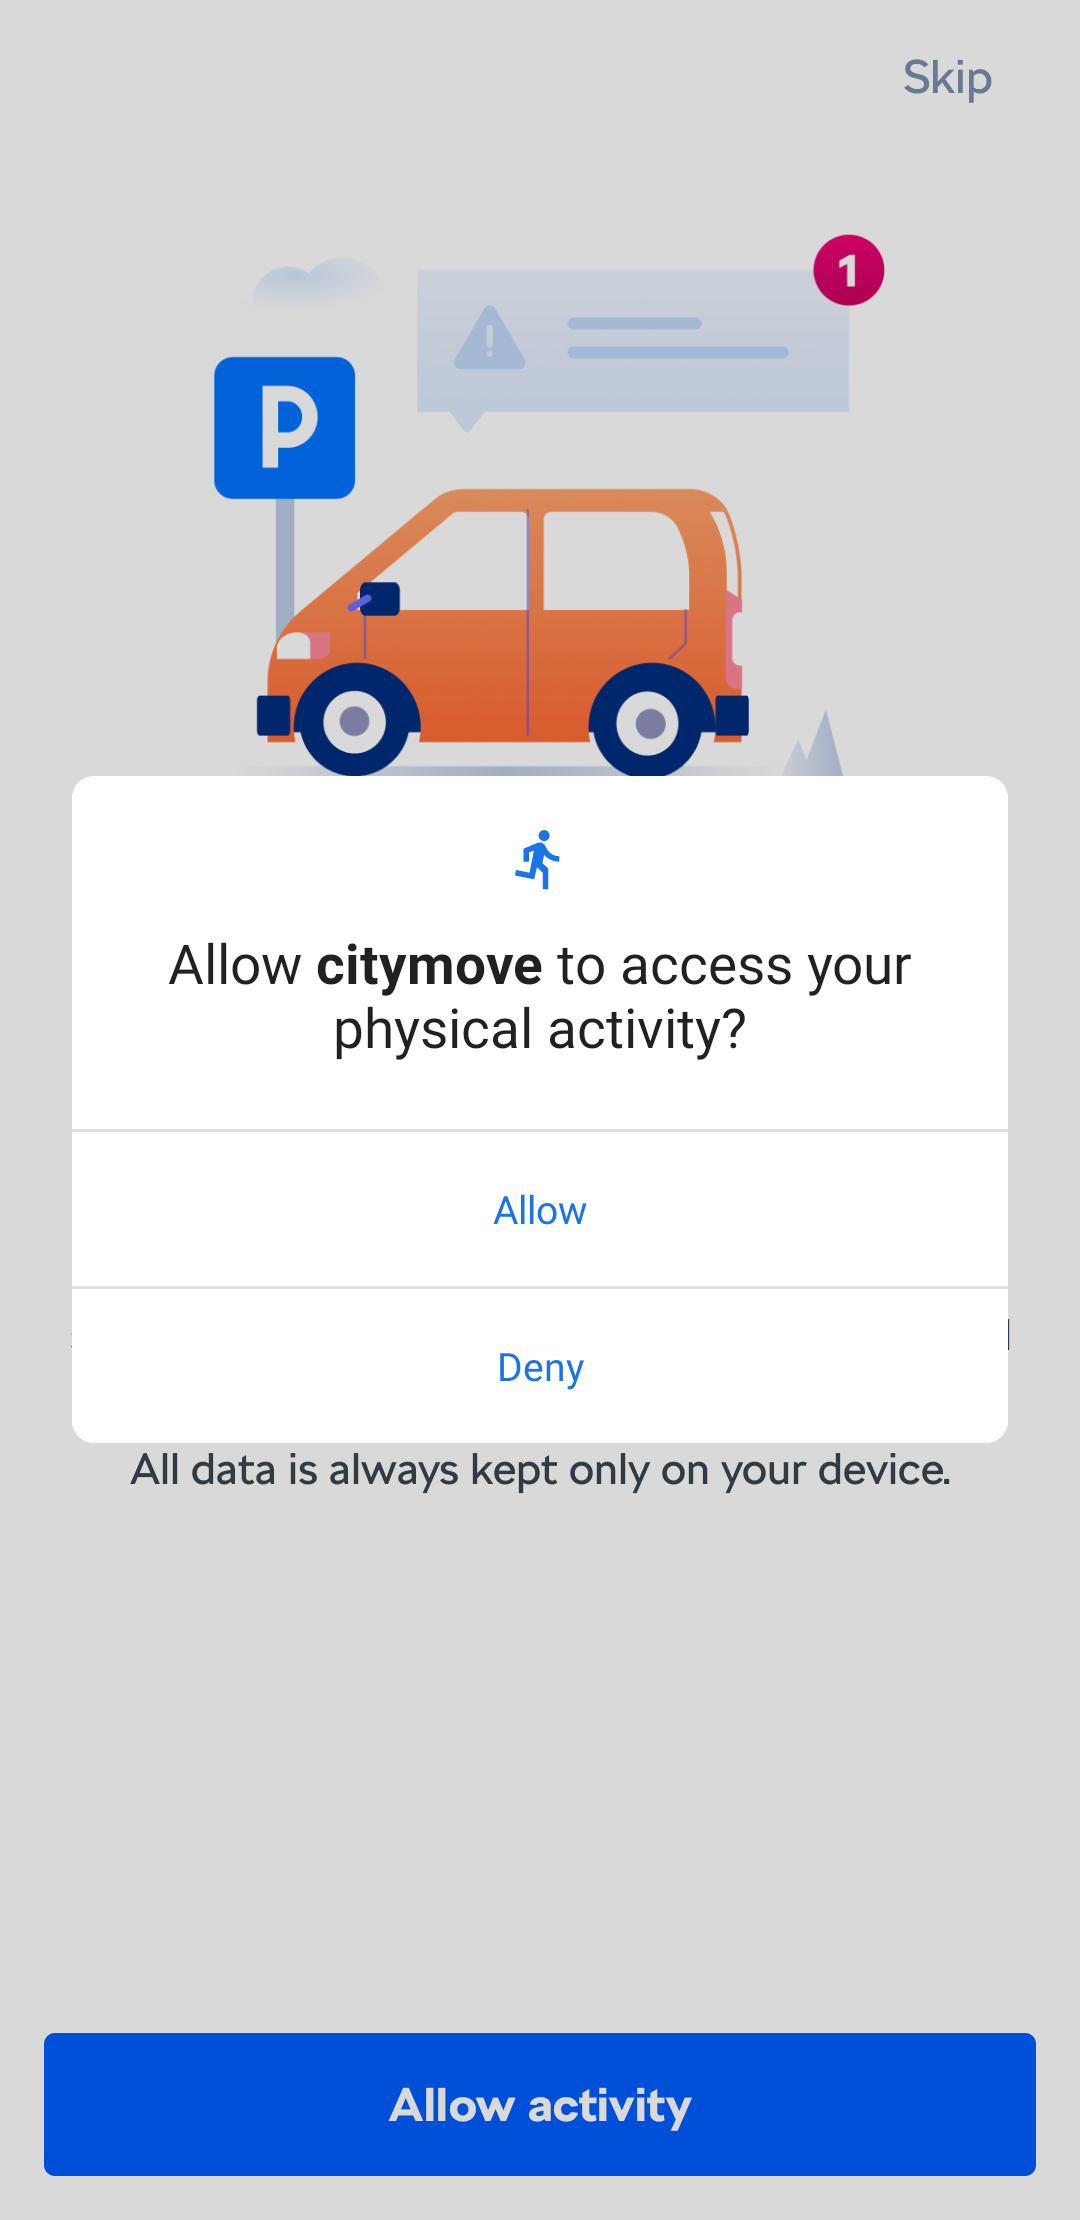 Skip
1
P
Allow citymove to access your
physical activity?
Allow
Deny
All data is always kept only on your device.
Allow activity